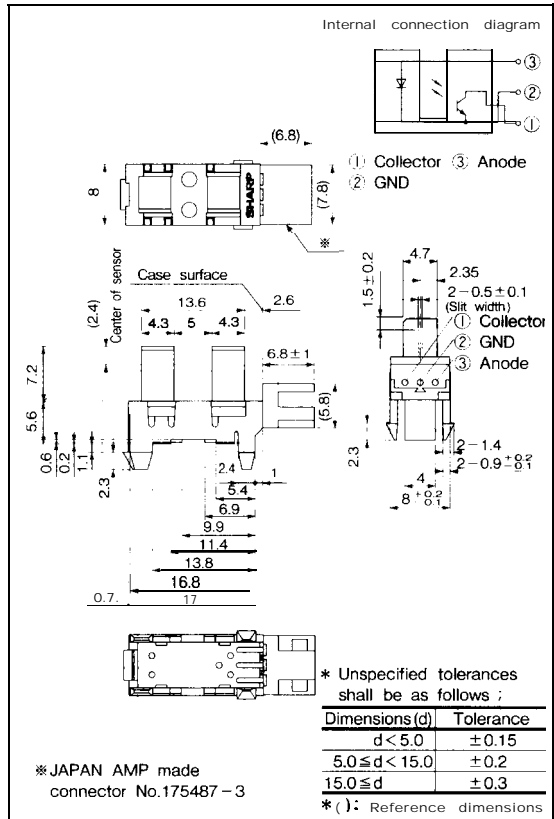 Internal connection diagram
③
②
①
① Collector ③ Anode
② GND
(6.8)
8
(7.8)
SHARP
※
Case surface
Center of sensor
(2.4)
13.6
2.6
4.3 5 4.3
6.8±1
(5.8)
7.2
5.6
0.6
0.2
1.1
2.3
2.4
1
5.4
6.9
9.9
11.4
13.8
16.8
0.7.
17
4.7
2.35
1.5±0.2
2-0.5±0.1
(Slit width)
① Collector
② GND
③ Anode
2.3
2-1.4
2-0.9 +0.2 -0.1
4
8 +0.2 -0.1
* Unspecified tolerances
shall be as follows ;
Dimensions(d) Tolerance
d<5.0 ±0.15
5.0≦d<15.0 ±0.2
15.0≦d ±0.3
*( ): Reference dimensions
※JAPAN AMP made
connector No.175487-3